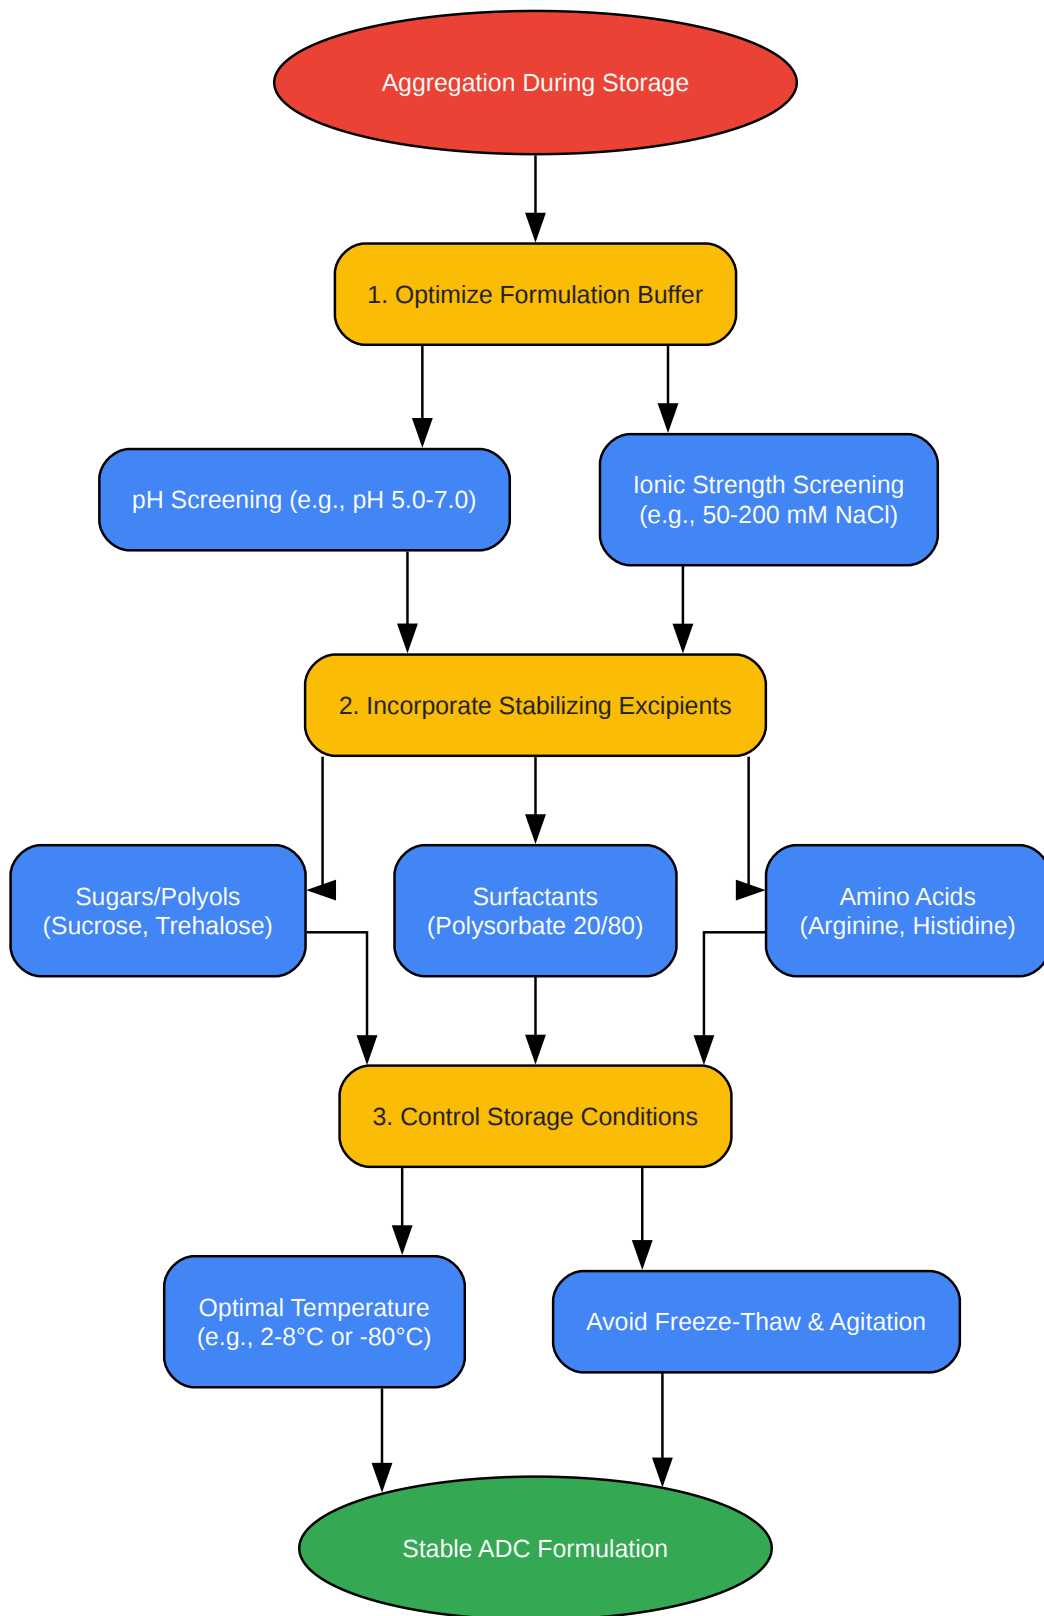 Aggregation During Storage
1. Optimize Formulation Buffer
pH Screening (e.g., pH 5.0-7.0)
Ionic Strength Screening
(e.g., 50-200 mM NaCl)
2. Incorporate Stabilizing Excipients
Sugars/Polyols
(Sucrose, Trehalose)
Surfactants
(Polysorbate 20/80)
Amino Acids
(Arginine, Histidine)
3. Control Storage Conditions
Optimal Temperature
(e.g., 2-8°C or -80°C)
Avoid Freeze-Thaw & Agitation
Stable ADC Formulation